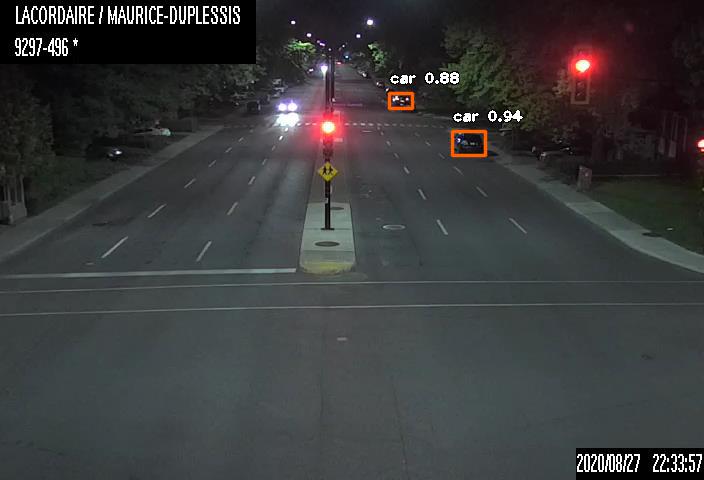 LACORDAIRE / MAURICE-DUPLESSIS
9297-496 *
car 0.88
car 0.94
2020/08/27 22:33:57